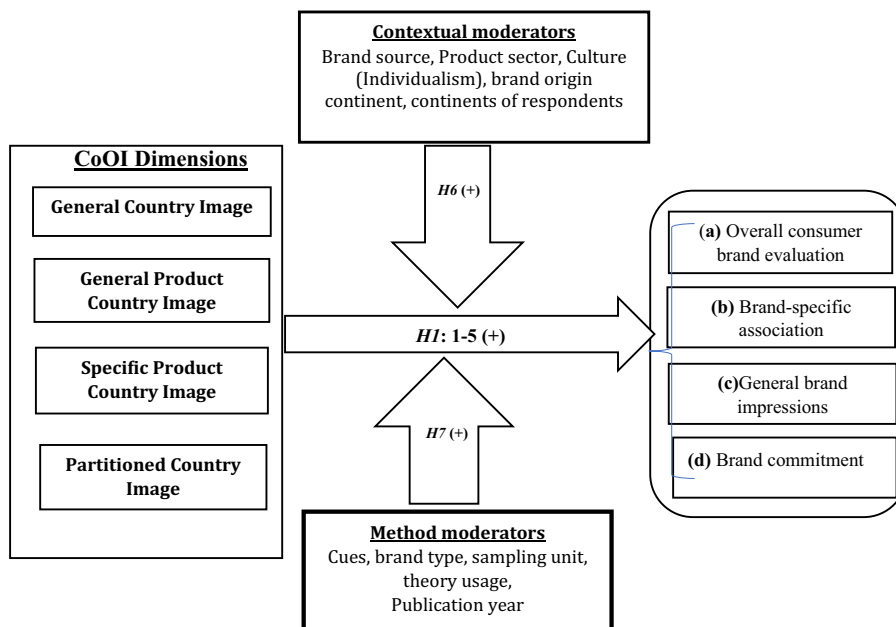 Contextual moderators
Brand source, Product sector, Culture
(Individualism), brand origin
continent, continents of respondents
CoOI Dimensions
General Country Image
General Product
Country Image
Specific Product
Country Image
Partitioned Country
Image
H6 (+)
H1: 1-5 (+)
H7 (+)
(a) Overall consumer
brand evaluation
(b) Brand-specific
association
(c)General brand
impressions
(d) Brand commitment
Method moderators
Cues, brand type, sampling unit,
theory usage,
Publication year